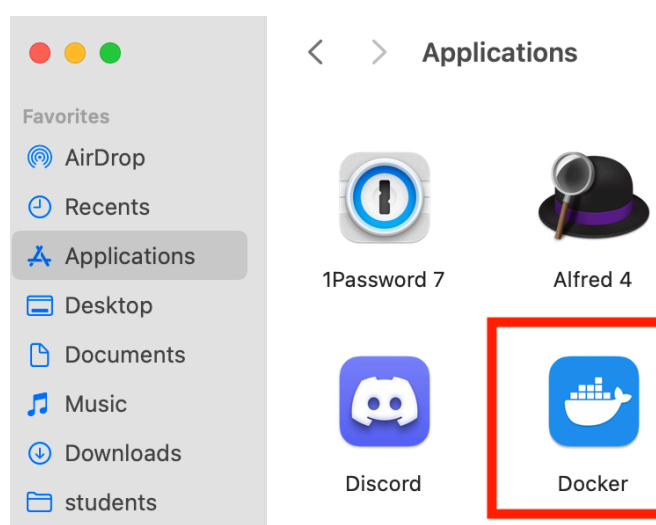 Applications
Favorites
AirDrop
Recents
Applications
Desktop
Documents
Music
Downloads
students
1Password 7
Alfred 4
Discord
Docker